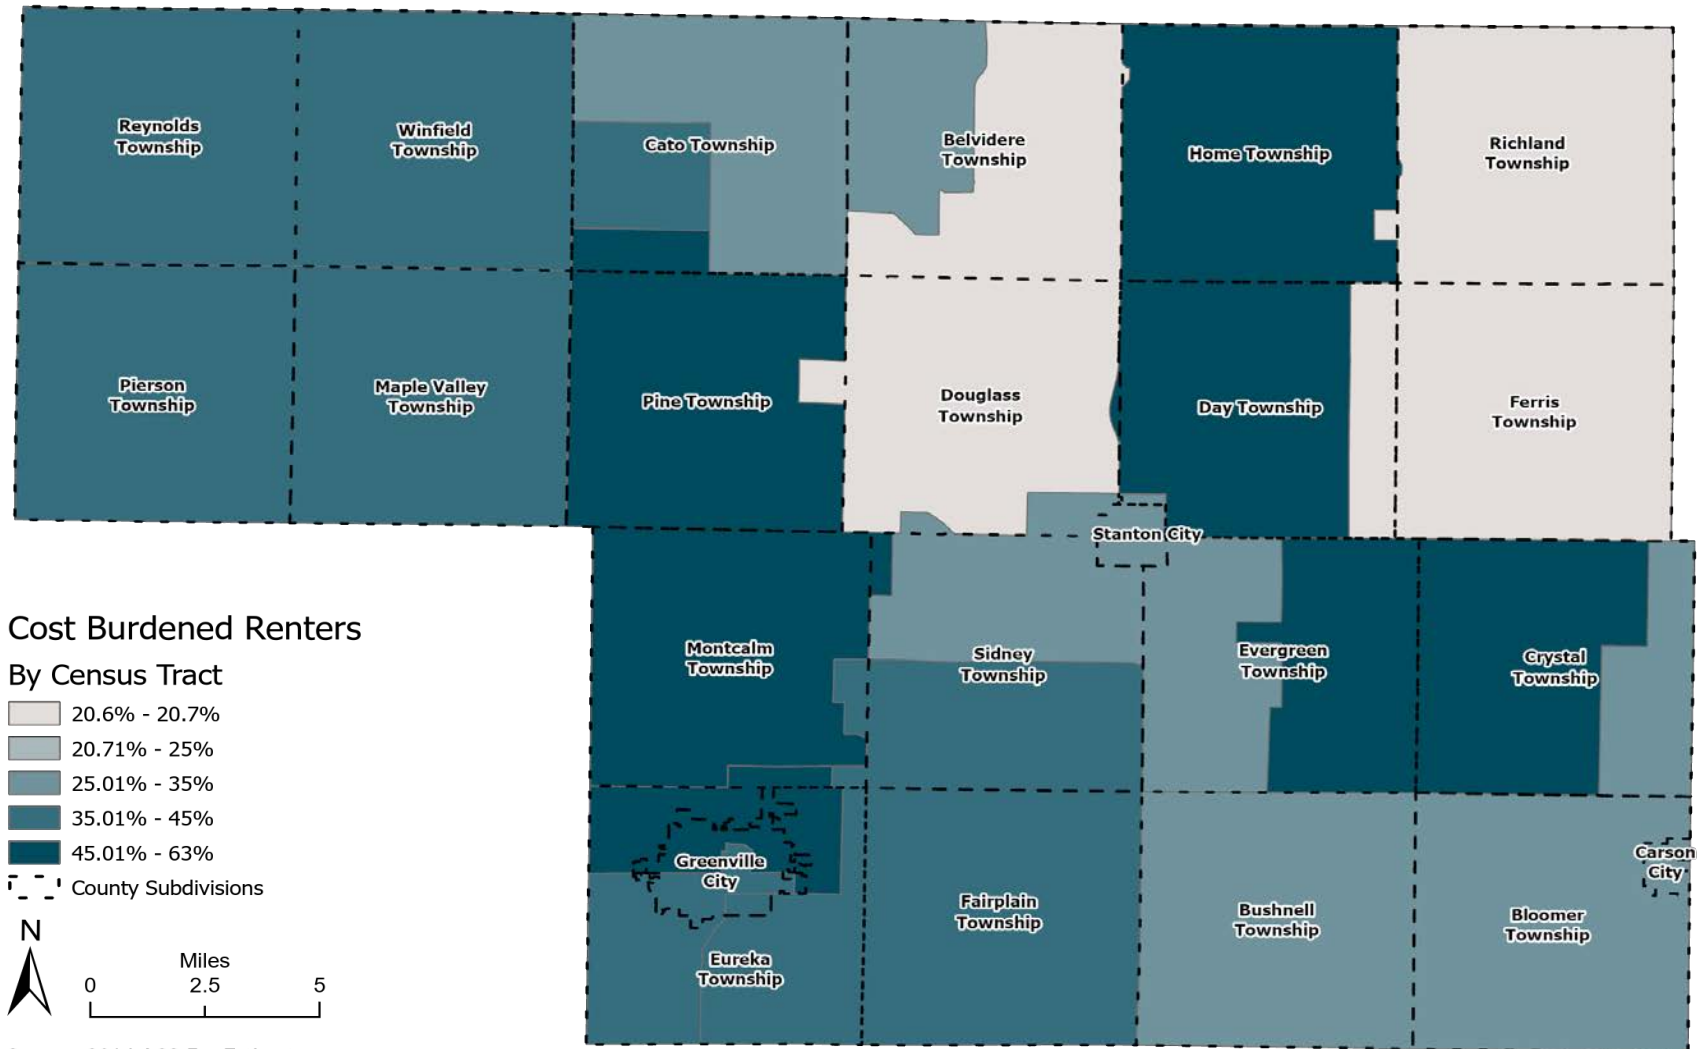 Reynolds
Township
Winfield
Township
Cato Township
Belvidere
Township
Home Township
Richland
Township
Pierson
Township
Maple Valley
Township
Pine Township
Douglass
Township
Day Township
Ferris
Township
Stanton City
Montcalm
Township
Sidney
Township
Evergreen
Township
Crystal
Township
Greenville
City
Carson
City
Eureka
Township
Fairplain
Township
Bushnell
Township
Bloomer
Township
Cost Burdened Renters
By Census Tract
20.6% - 20.7%
20.71% - 25%
25.01% - 35%
35.01% - 45%
45.01% - 63%
County Subdivisions
N
Miles
0 2.5 5